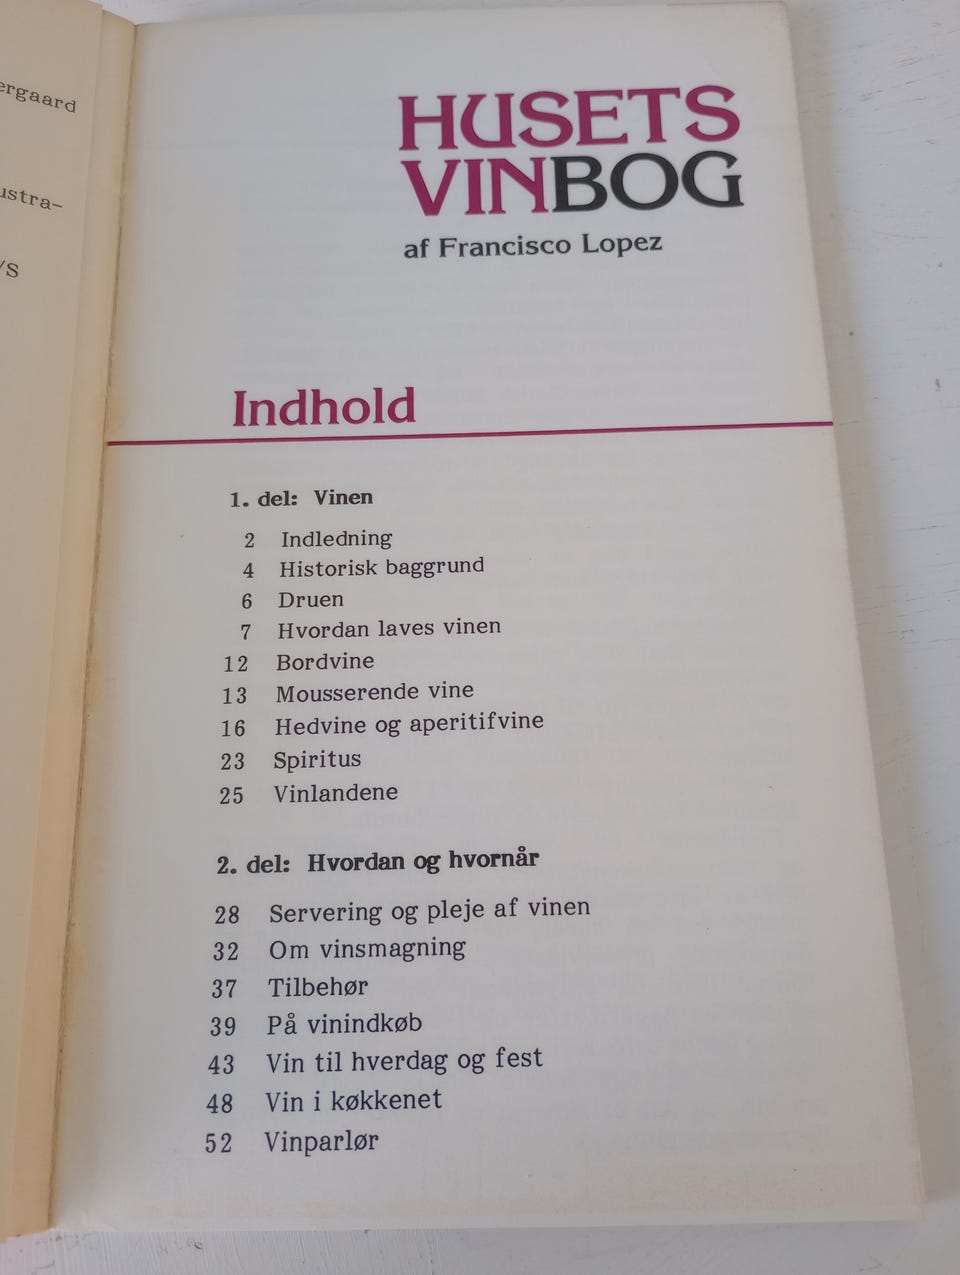 ergaard
ustra-
/S
HUSETS
VINBOG
af Francisco Lopez
Indhold
1. del: Vinen
2 Indledning
4 Historisk baggrund
6 Druen
7 Hvordan laves vinen
12 Bordvine
13 Mousserende vine
16 Hedvine og aperitifvine
23 Spiritus
25 Vinlandene
2. del: Hvordan og hvornår
28 Servering og pleje af vinen
32 Om vinsmagning
37 Tilbehør
39 På vinindkøb
43 Vin til hverdag og fest
48 Vin i køkkenet
52 Vinparlør